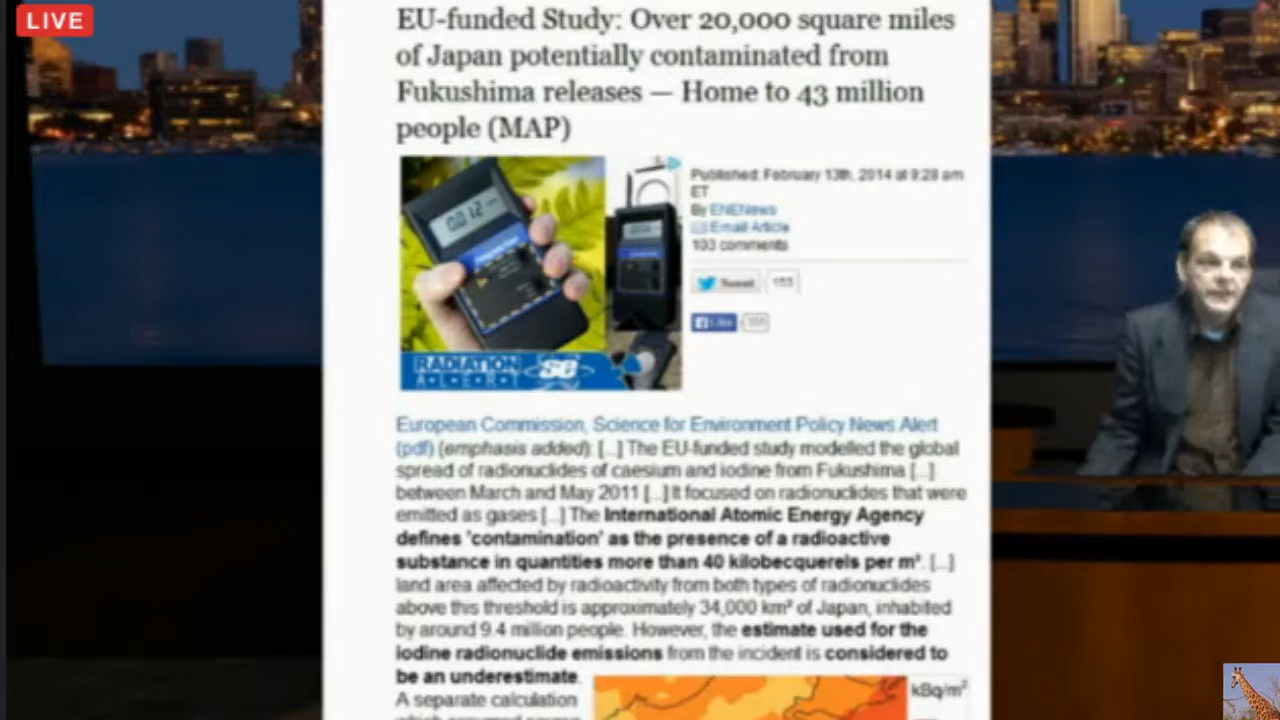 LIVE
EU-funded Study: Over 20,000 square miles
of Japan potentially contaminated from
Fukushima releases — Home to 43 million
people (MAP)
Published: February 13th, 2014 at 9:28 am
ET
By ENENews
Email Article
103 comments
Tweet
Like
0.012
RADIATION
ALERT
European Commission, Science for Environment Policy News Alert
(pdf) (emphasis added): [...] The EU-funded study modelled the global
spread of radionuclides of caesium and iodine from Fukushima [...]
between March and May 2011 [...] It focused on radionuclides that were
emitted as gases [...] The International Atomic Energy Agency
defines 'contamination' as the presence of a radioactive
substance in quantities more than 40 kilobecquerels per m². [...]
land area affected by radioactivity from both types of radionuclides
above this threshold is approximately 34,000 km² of Japan, inhabited
by around 9.4 million people. However, the estimate used for the
iodine radionuclide emissions from the incident is considered to
be an underestimate.
A separate calculation
kBq/m²